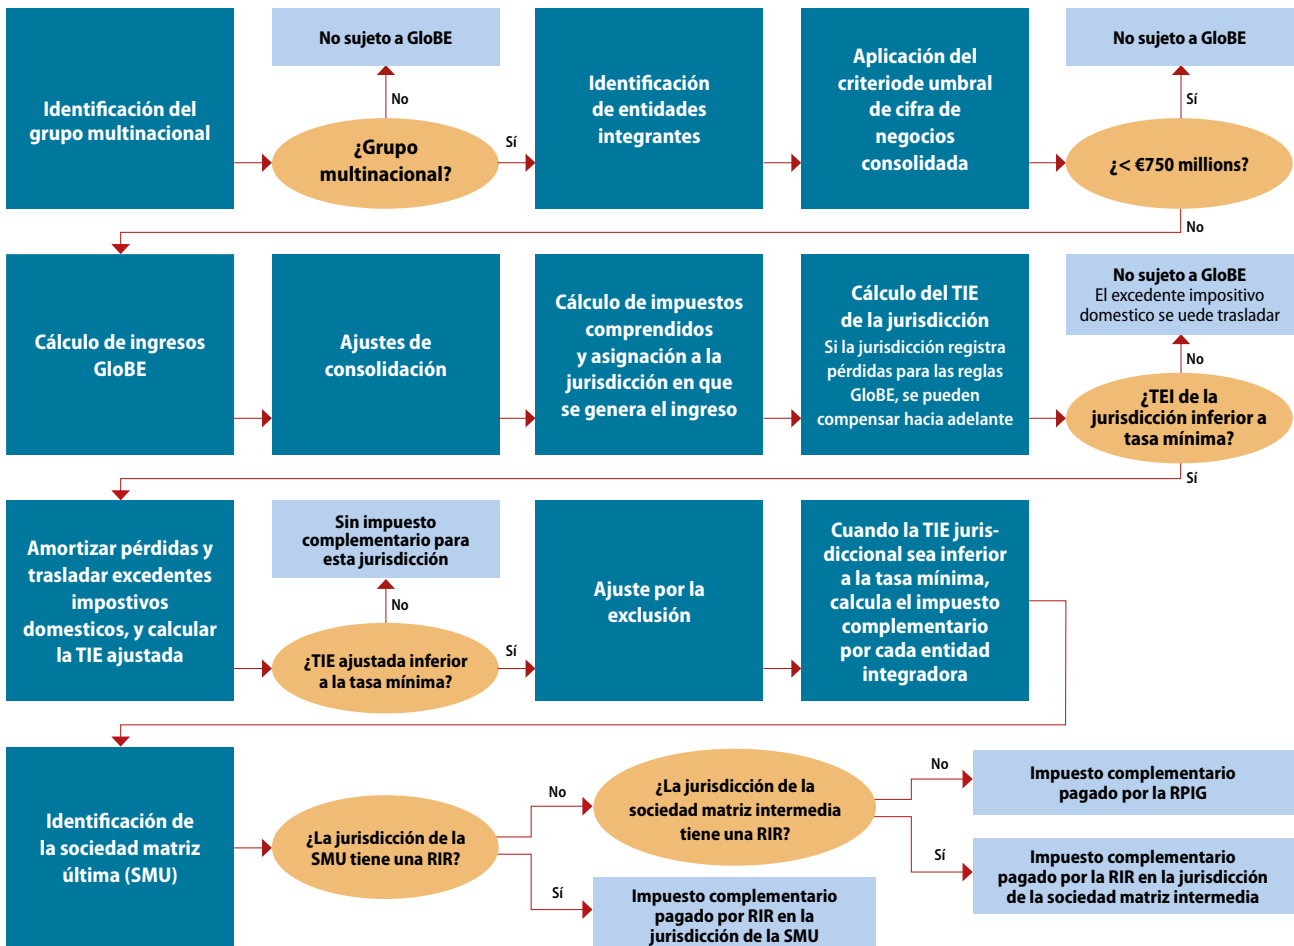 Identificación del
grupo multinacional
No sujeto a GloBE
No
¿Grupo
multinacional?
Sí
Identificación
de entidades
integrantes
Aplicación del
criteriode umbral
de cifra de
negocios
consolidada
No sujeto a GloBE
Sí
¿< €750 millions?
No
Cálculo de ingresos
GloBE
Ajustes de
consolidación
Cálculo de impuestos
comprendidos
y asignación a la
jurisdicción en que
se genera el ingreso
Cálculo del TIE
de la jurisdicción
Si la jurisdicción registra
pérdidas para las reglas
GloBE, se pueden
compensar hacia adelante
No sujeto a GloBE
El excedente impositivo
domestico se uede trasladar
No
¿TEI de la
jurisdicción inferior a
tasa mínima?
Sí
Amortizar pérdidas y
trasladar excedentes
impostivos
domesticos, y calcular
la TIE ajustada
Sin impuesto
complementario para
esta jurisdicción
No
¿TIE ajustada inferior
a la tasa mínima?
Sí
Ajuste por la
exclusión
Cuando la TIE juris-
diccional sea inferior
a la tasa mínima,
calcula el impuesto
complementario
por cada entidad
integradora
Identificación de
la sociedad matriz
última (SMU)
¿La jurisdicción de la
SMU tiene una RIR?
No
Sí
¿La jurisdicción de la
sociedad matriz intermedia
tiene una RIR?
Impuesto complementario
pagado por RIR en la
jurisdicción de la SMU
No
Impuesto complementario
pagado por la RPIG
Sí
Impuesto complementario
pagado por la RIR en la jurisdicción
de la sociedad matriz intermedia